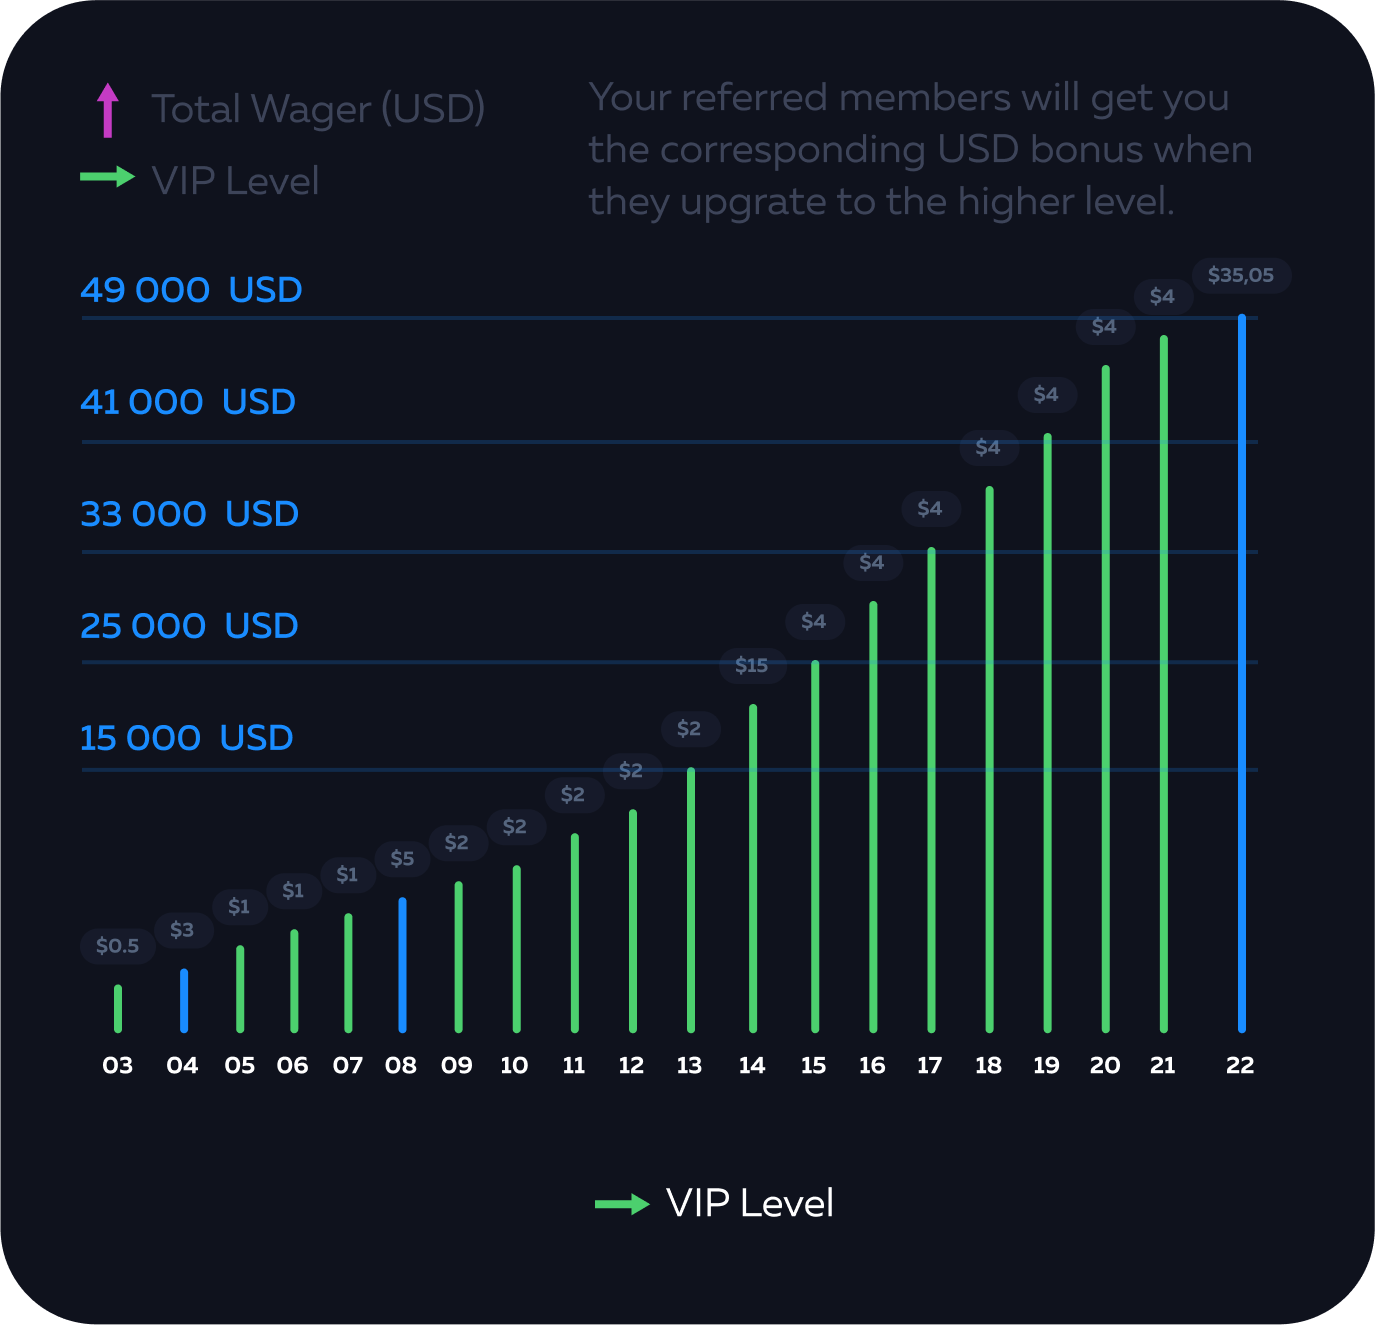 Total Wager (USD)
VIP Level
Your referred members will get you
the corresponding USD bonus when
they upgrate to the higher level.
49 000 USD
41 000 USD
33 000 USD
25 000 USD
15 000 USD
$0.5
$3
$1
$1
$1
$5
$2
$2
$2
$2
$2
$15
$4
$4
$4
$4
$4
$4
$4
$35,05
03 04 05 06 07 08 09 10 11 12 13 14 15 16 17 18 19 20 21 22
VIP Level